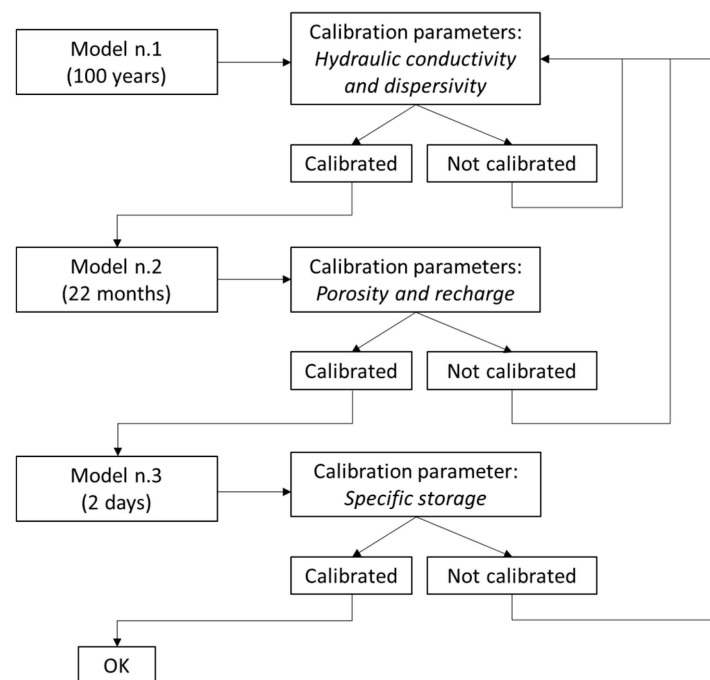 Model n.1
(100 years)
Calibration parameters:
Hydraulic conductivity
and dispersivity
Calibrated
Not calibrated
Model n.2
(22 months)
Calibration parameters:
Porosity and recharge
Calibrated
Not calibrated
Model n.3
(2 days)
Calibration parameter:
Specific storage
Calibrated
Not calibrated
OK